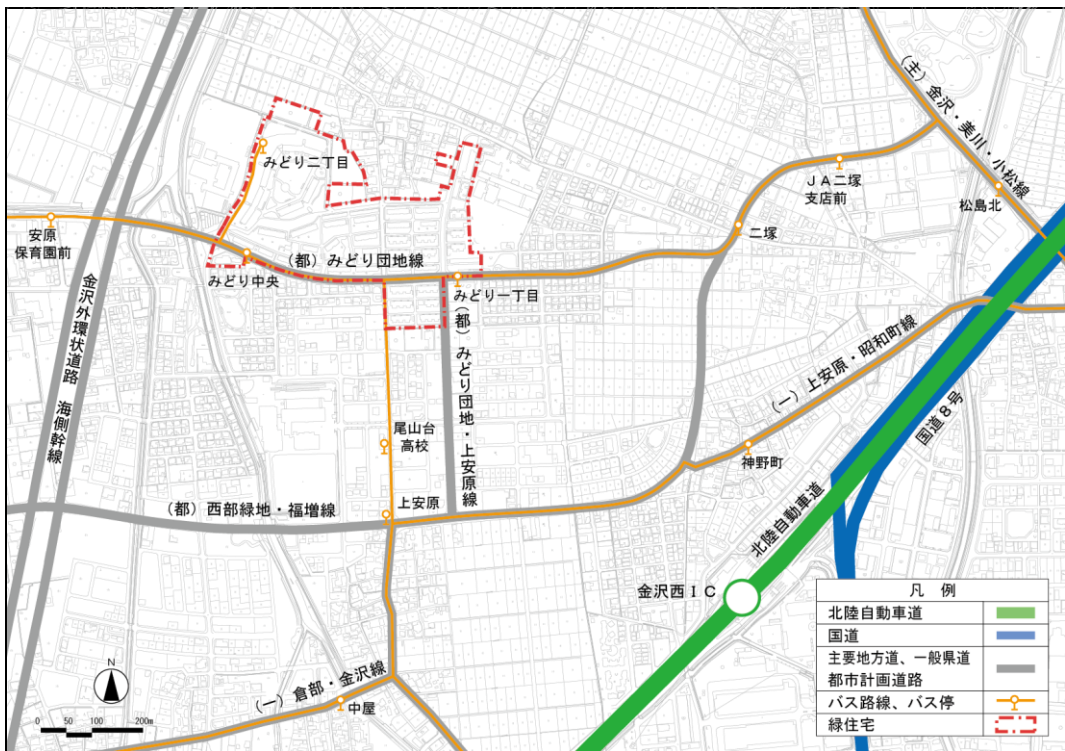 (主)金沢・美川・小松線
みどり二丁目
JA二塚
支店前
松島北
安原
保育園前
二塚
(都)みどり団地線
みどり中央
みどり一丁目
金沢外環状道路 海側幹線
(都)みどり団地・上安原線
(一)上安原・昭和町線
国道8号
尾山台
高校
神野町
(都)西部緑地・福増線
上安原
北陸自動車道
金沢西IC
凡 例
北陸自動車道
国道
主要地方道、一般県道
都市計画道路
バス路線、バス停
緑住宅
N
0 50 100 200m
(一)倉部・金沢線
中屋